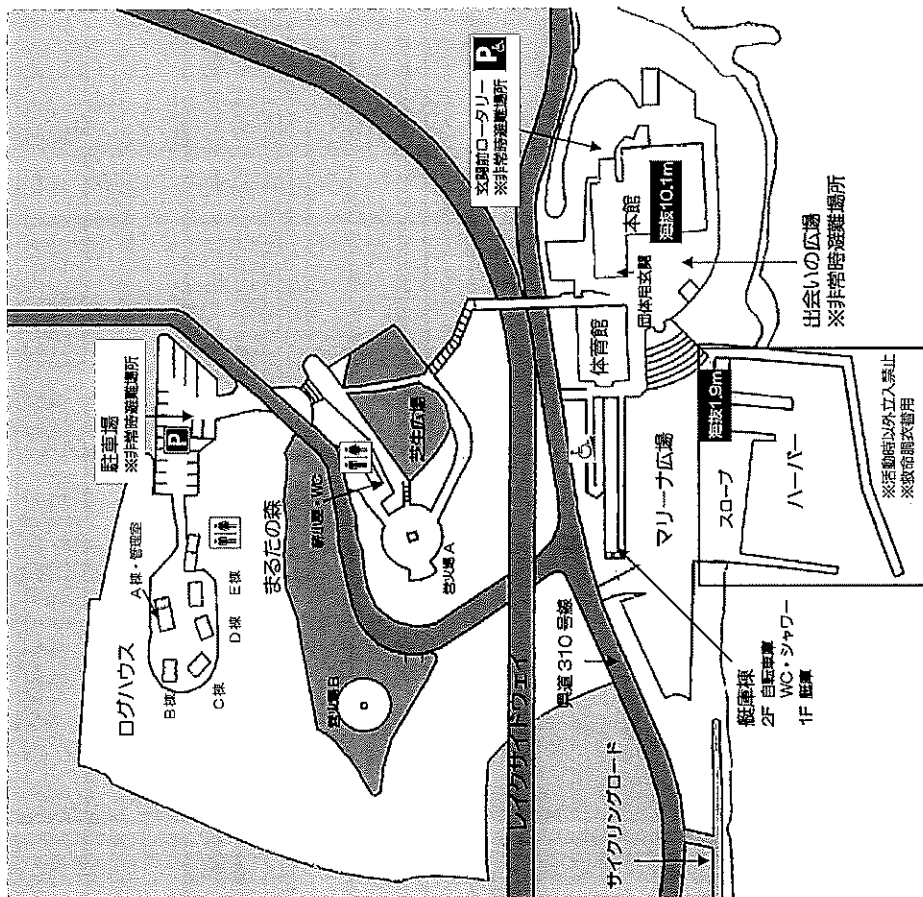 ログハウス
A棟・管理室
B棟
C棟
D棟
E棟
駐車場
※非常時避難場所
P
まるたの森
薪小屋・WC
芝生広場
営火場A
営火場B
レイクサイドウェイ
県道310号線
サイクリングロード
玄関前ロータリー
※非常時避難場所
P
本館
海抜10.1m
団体用玄関
体育館
出会いの広場
※非常時避難場所
マリーナ広場
海抜1.9m
スロープ
ハーバー
※活動時以外立入禁止
※救命胴衣着用
艇庫棟
2F 自転車庫
WC・シャワー
1F 艇庫